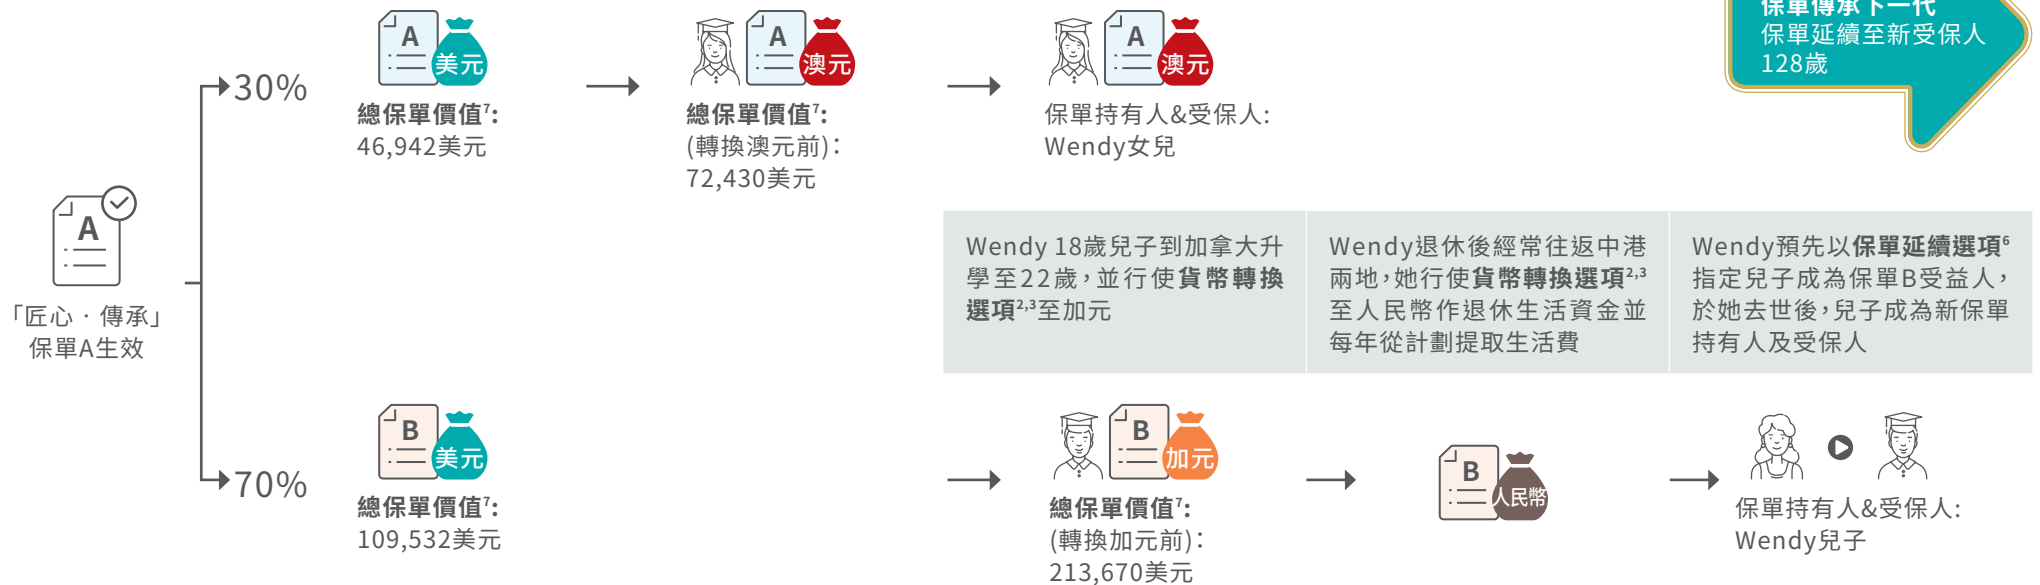 保單傳承下一代
保單延續至新受保人
128歲
A
美元
A
澳元
A
澳元
30%
總保單價值7:
46,942美元
總保單價值7:
(轉換澳元前):
72,430美元
保單持有人&受保人:
Wendy女兒
A
「匠心·傳承」
保單A生效
Wendy 18歲兒子到加拿大升
學至22歲,並行使貨幣轉換
選項2,3至加元
Wendy退休後經常往返中港
兩地,她行使貨幣轉換選項2,3
至人民幣作退休生活資金並
每年從計劃提取生活費
Wendy預先以保單延續選項6
指定兒子成為保單B受益人,
於她去世後,兒子成為新保單
持有人及受保人
B
美元
B
加元
B
人民幣
70%
總保單價值7:
109,532美元
總保單價值7:
(轉換加元前):
213,670美元
保單持有人&受保人:
Wendy兒子